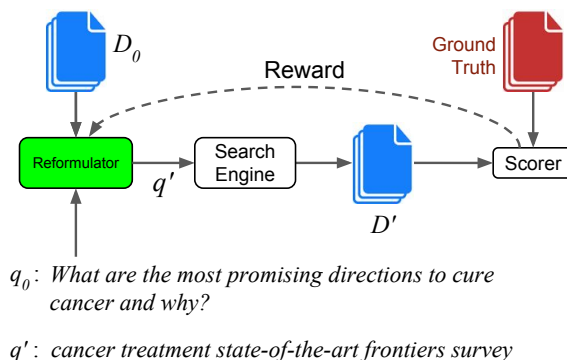 D₀
Ground
Truth
Reward
Reformulator
q'
Search
Engine
D'
Scorer
q₀: What are the most promising directions to cure
cancer and why?
q': cancer treatment state-of-the-art frontiers survey